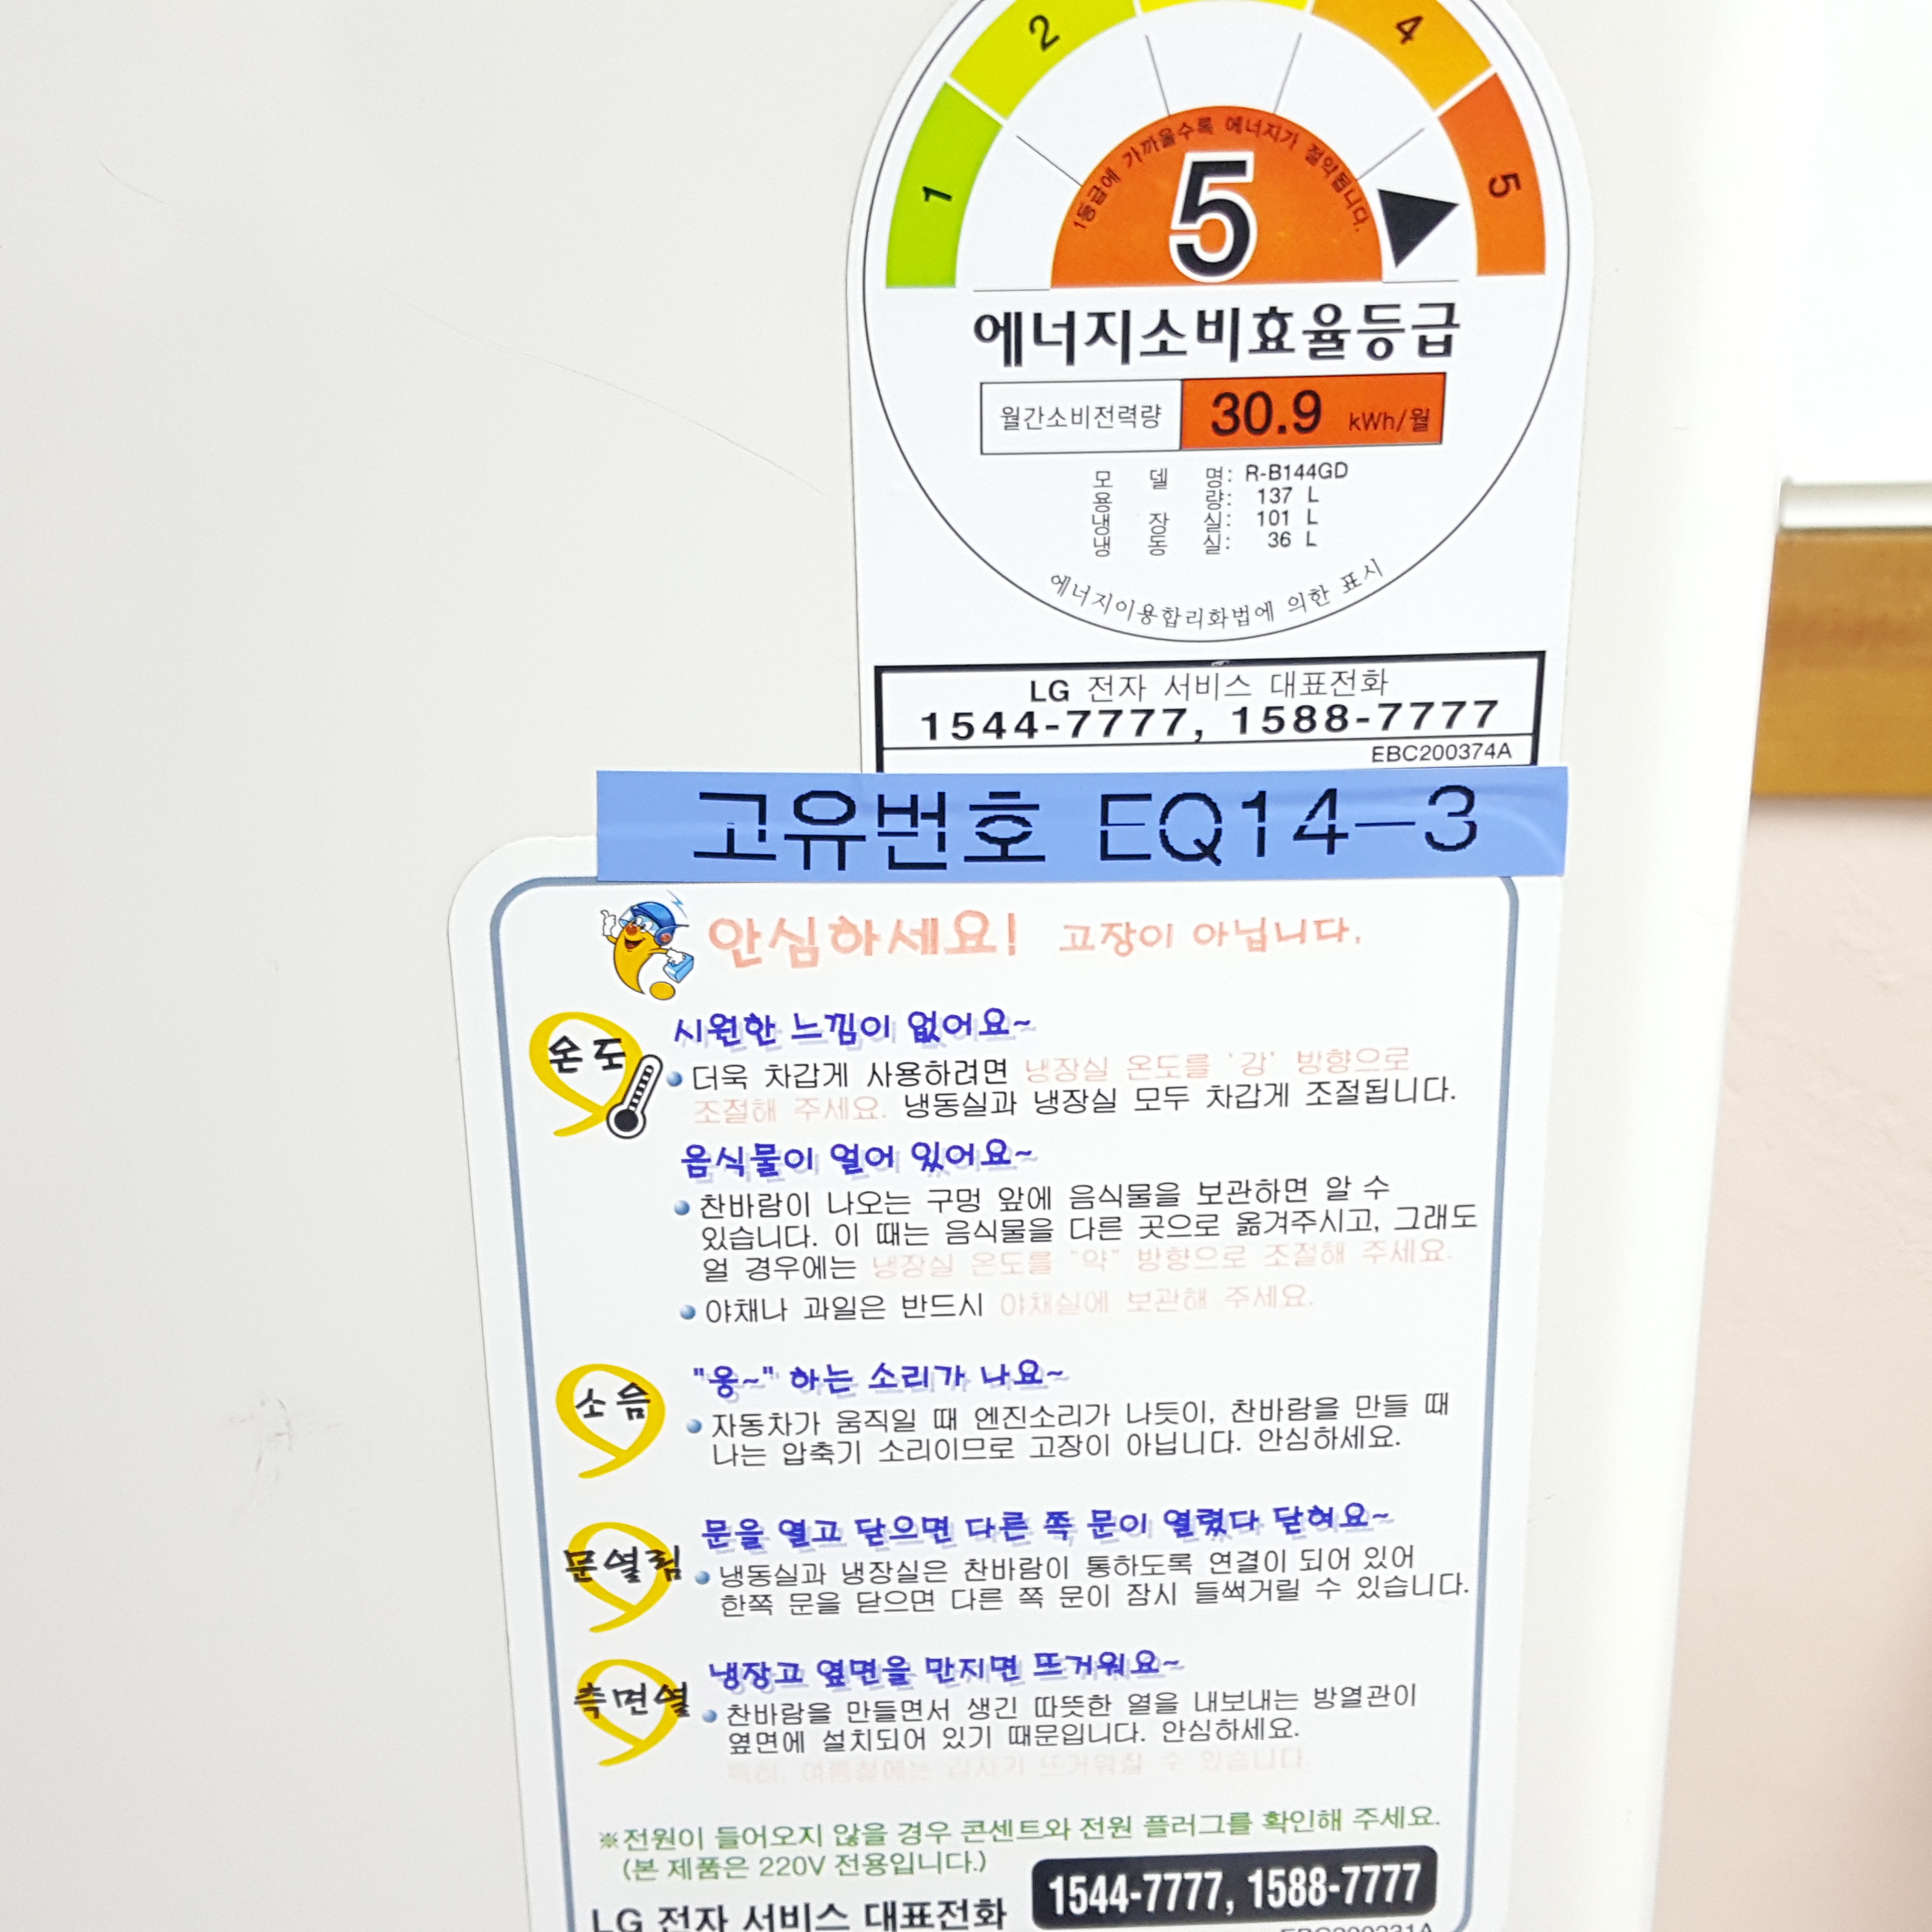 2
4
1
5
1등급에 가까울수록 에너지가 절약됩니다.
5
에너지소비효율등급
월간소비전력량 30.9 kWh/월
모 델 명: R-B144GD
용 량: 137 L
냉 장 실: 101 L
냉 동 실: 36 L
에너지이용합리화법에 의한 표시
LG 전자 서비스 대표전화
1544-7777, 1588-7777
EBC200374A
고유번호 EQ14-3
안심하세요! 고장이 아닙니다.
온도
시원한 느낌이 없어요~
더욱 차갑게 사용하려면 냉장실 온도를 '강' 방향으로
조절해 주세요. 냉동실과 냉장실 모두 차갑게 조절됩니다.
음식물이 얼어 있어요~
찬바람이 나오는 구멍 앞에 음식물을 보관하면 얼 수
있습니다. 이 때는 음식물을 다른 곳으로 옮겨주시고, 그래도
얼 경우에는 냉장실 온도를 "약" 방향으로 조절해 주세요.
야채나 과일은 반드시 야채실에 보관해 주세요.
소음
"웅~" 하는 소리가 나요~
자동차가 움직일 때 엔진소리가 나듯이, 찬바람을 만들 때
나는 압축기 소리이므로 고장이 아닙니다. 안심하세요.
문열림
문을 열고 닫으면 다른 쪽 문이 열렸다 닫혀요~
냉동실과 냉장실은 찬바람이 통하도록 연결이 되어 있어
한쪽 문을 닫으면 다른 쪽 문이 잠시 들썩거릴 수 있습니다.
측면열
냉장고 옆면을 만지면 뜨거워요~
찬바람을 만들면서 생긴 따뜻한 열을 내보내는 방열관이
옆면에 설치되어 있기 때문입니다. 안심하세요.
특히, 여름철에는 갑자기 뜨거워질 수 있습니다.
※전원이 들어오지 않을 경우 콘센트와 전원 플러그를 확인해 주세요.
(본 제품은 220V 전용입니다.)
LG 전자 서비스 대표전화 1544-7777, 1588-7777